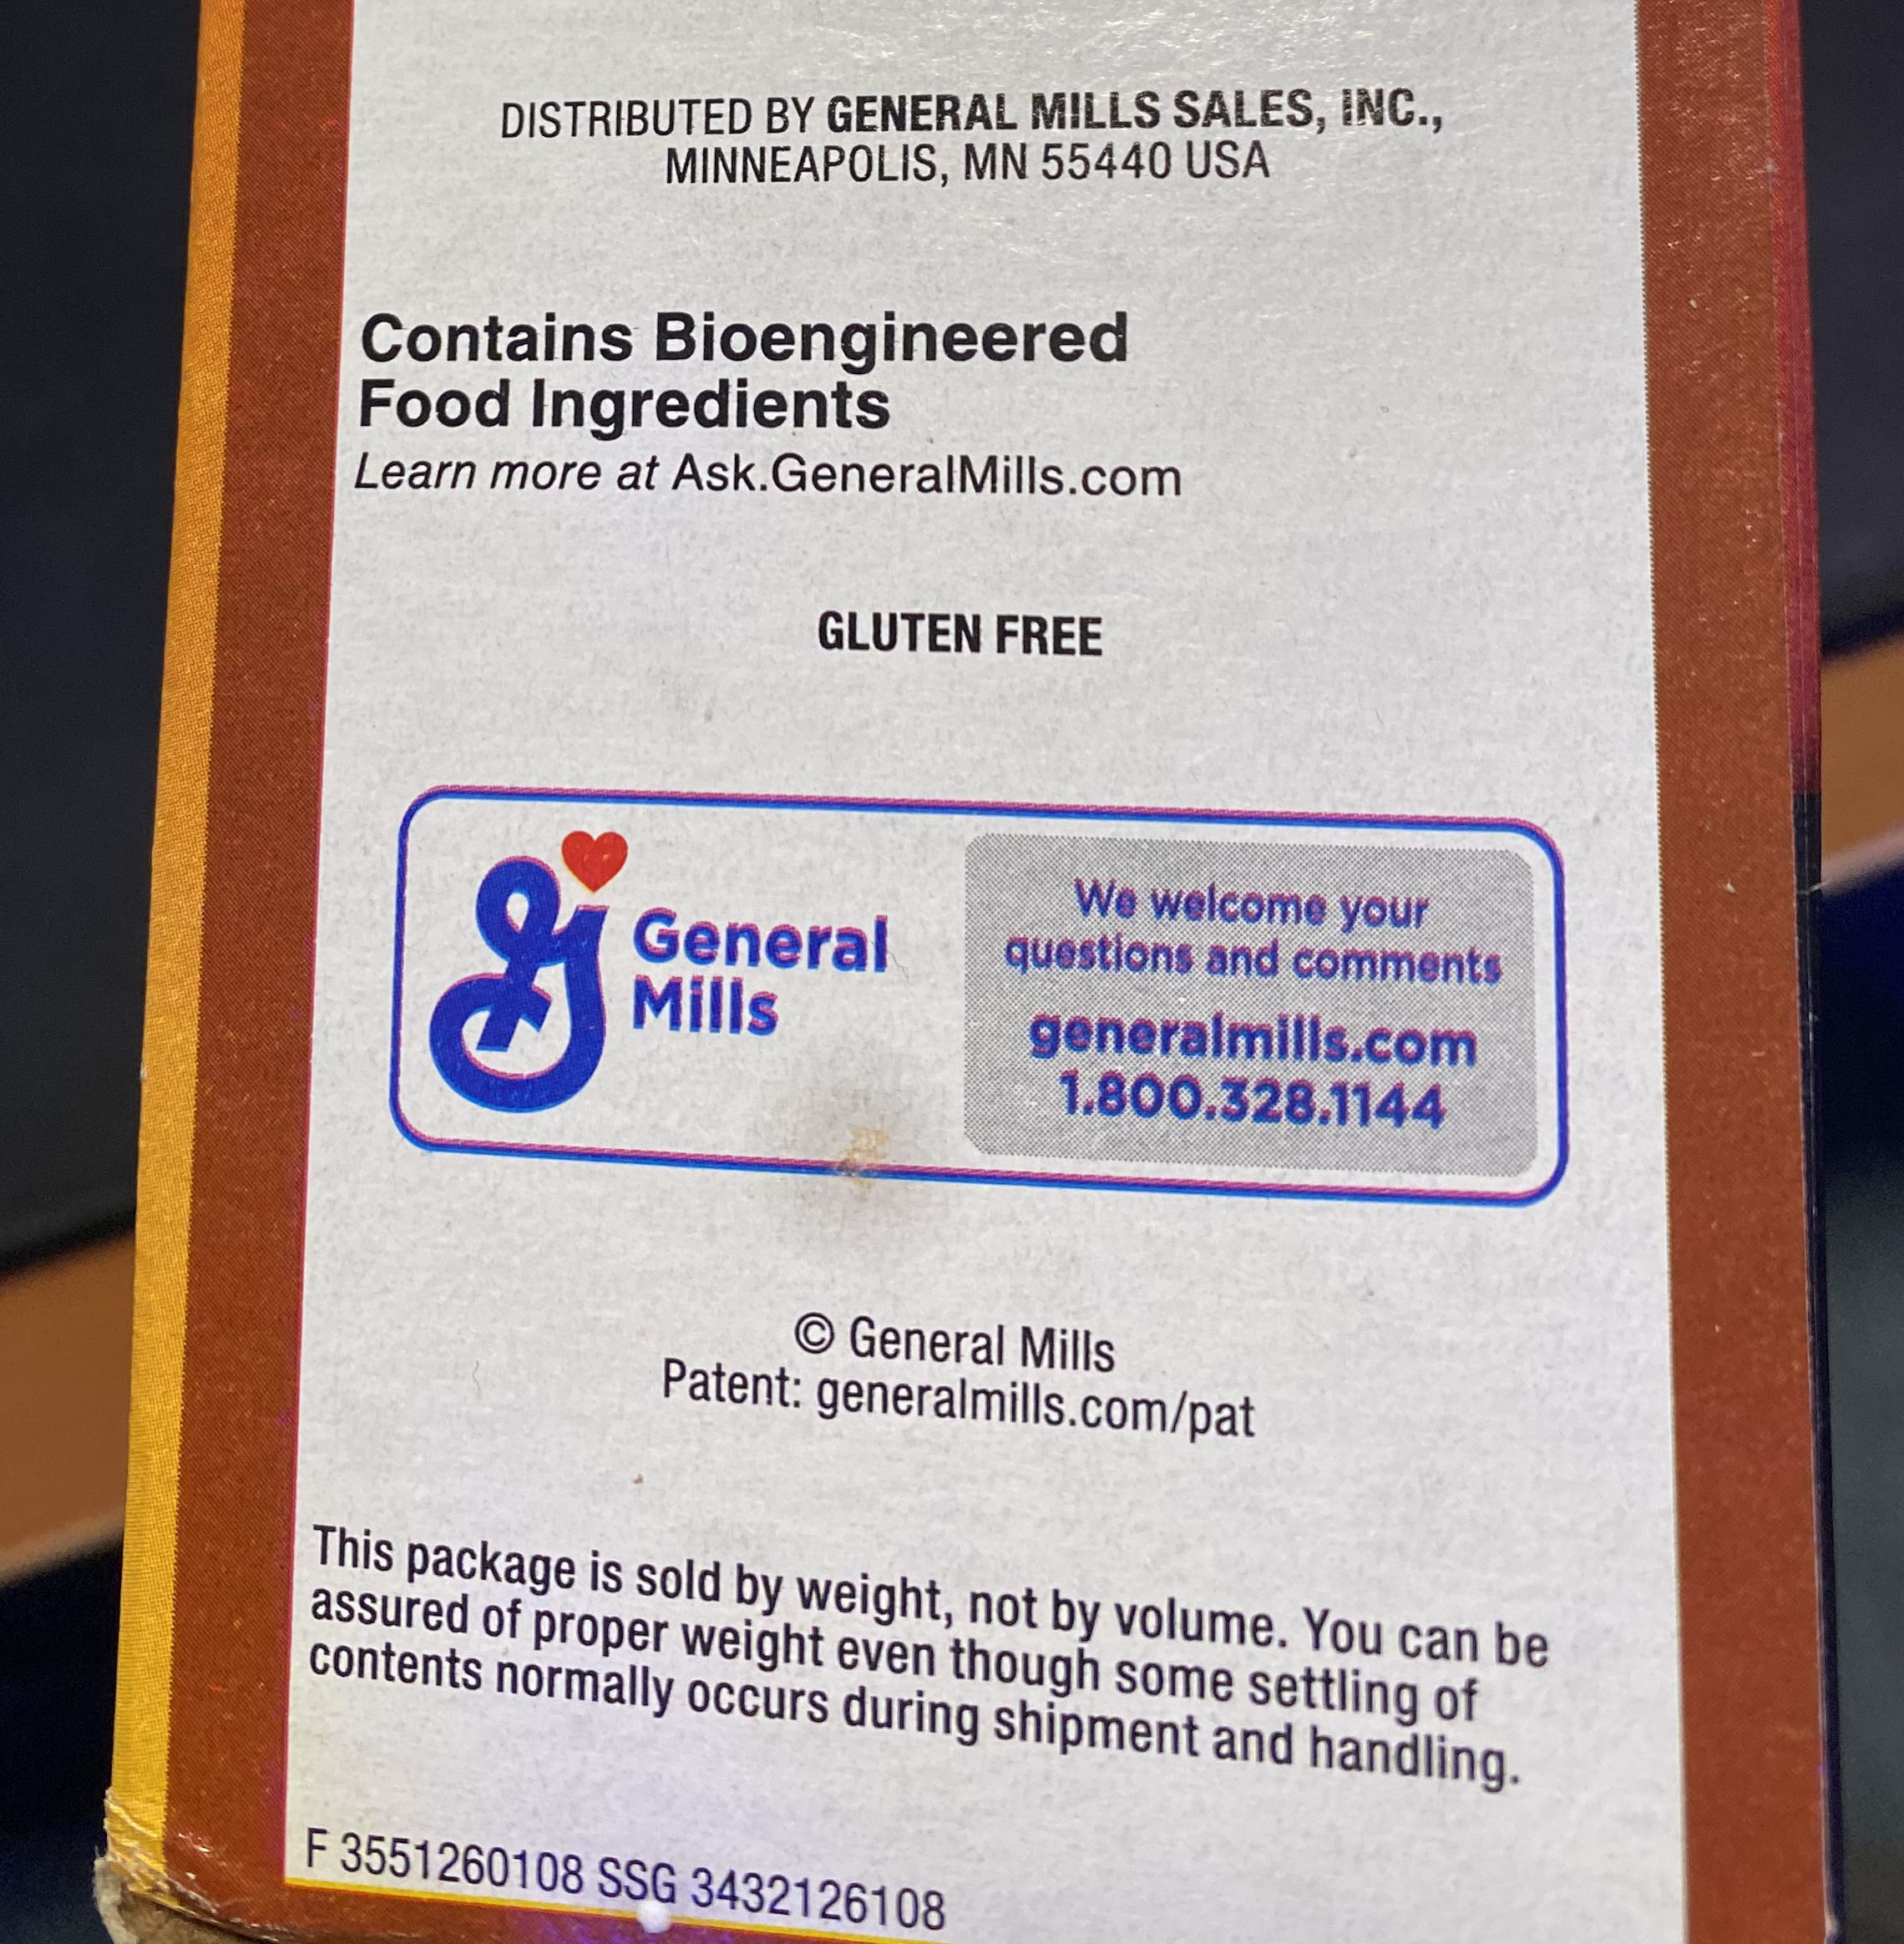 DISTRIBUTED BY GENERAL MILLS SALES, INC.,
MINNEAPOLIS, MN 55440 USA
Contains Bioengineered
Food Ingredients
Learn more at Ask.GeneralMills.com
GLUTEN FREE
General
Mills
We welcome your
questions and comments
generalmills.com
1.800.328.1144
© General Mills
Patent: generalmills.com/pat
This package is sold by weight, not by volume. You can be
assured of proper weight even though some settling of
contents normally occurs during shipment and handling.
F 3551260108 SSG 3432126108